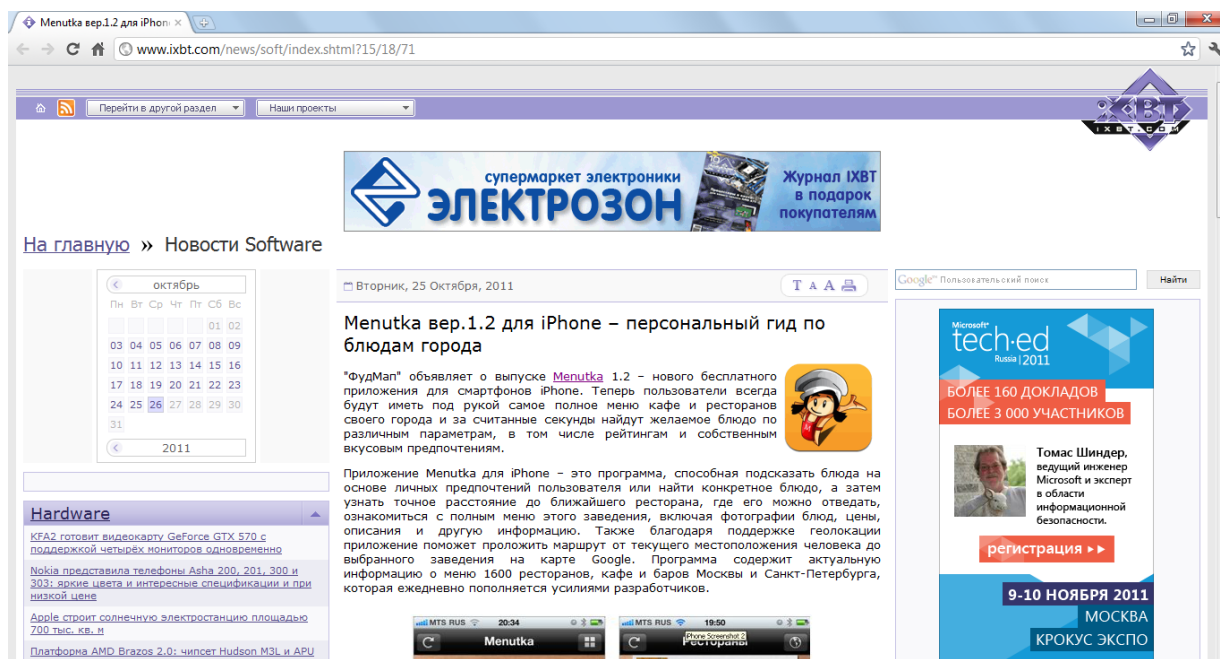 Menutka вер.1.2 для iPhon
www.ixbt.com/news/soft/index.shtml?15/18/71
Перейти в другой раздел
Наши проекты
iXBT
IXBT.COM
супермаркет электроники
ЭЛЕКТРОЗОН
Журнал IXBT
в подарок
покупателям
На главную » Новости Software
октябрь
Пн Вт Ср Чт Пт Сб Вс
01 02
03 04 05 06 07 08 09
10 11 12 13 14 15 16
17 18 19 20 21 22 23
24 25 26 27 28 29 30
31
2011
Hardware
KFA2 готовит видеокарту GeForce GTX 570 с
поддержкой четырёх мониторов одновременно
Nokia представила телефоны Asha 200, 201, 300 и
303: яркие цвета и интересные спецификации и при
низкой цене
Apple строит солнечную электростанцию площадью
700 тыс. кв. м
Платформа AMD Brazos 2.0: чипсет Hudson M3L и APU
Вторник, 25 Октября, 2011
T A A
Menutka вер.1.2 для iPhone – персональный гид по
блюдам города
"ФудМап" объявляет о выпуске Menutka 1.2 – нового бесплатного
приложения для смартфонов iPhone. Теперь пользователи всегда
будут иметь под рукой самое полное меню кафе и ресторанов
своего города и за считанные секунды найдут желаемое блюдо по
различным параметрам, в том числе рейтингам и собственным
вкусовым предпочтениям.
Приложение Menutka для iPhone – это программа, способная подсказать блюда на
основе личных предпочтений пользователя или найти конкретное блюдо, а затем
узнать точное расстояние до ближайшего ресторана, где его можно отведать,
ознакомиться с полным меню этого заведения, включая фотографии блюд, цены,
описания и другую информацию. Также благодаря поддержке геолокации
приложение поможет проложить маршрут от текущего местоположения человека до
выбранного заведения на карте Google. Программа содержит актуальную
информацию о меню 1600 ресторанов, кафе и баров Москвы и Санкт-Петербурга,
которая ежедневно пополняется усилиями разработчиков.
MTS RUS 20:34
Menutka
MTS RUS 19:50
Phone Screenshot 2
Рестораны
Google™ Пользовательский поиск
Найти
Microsoft
tech·ed
Russia | 2011
БОЛЕЕ 160 ДОКЛАДОВ
БОЛЕЕ 3 000 УЧАСТНИКОВ
Томас Шиндер,
ведущий инженер
Microsoft и эксперт
в области
информационной
безопасности.
регистрация
9-10 НОЯБРЯ 2011
МОСКВА
КРОКУС ЭКСПО